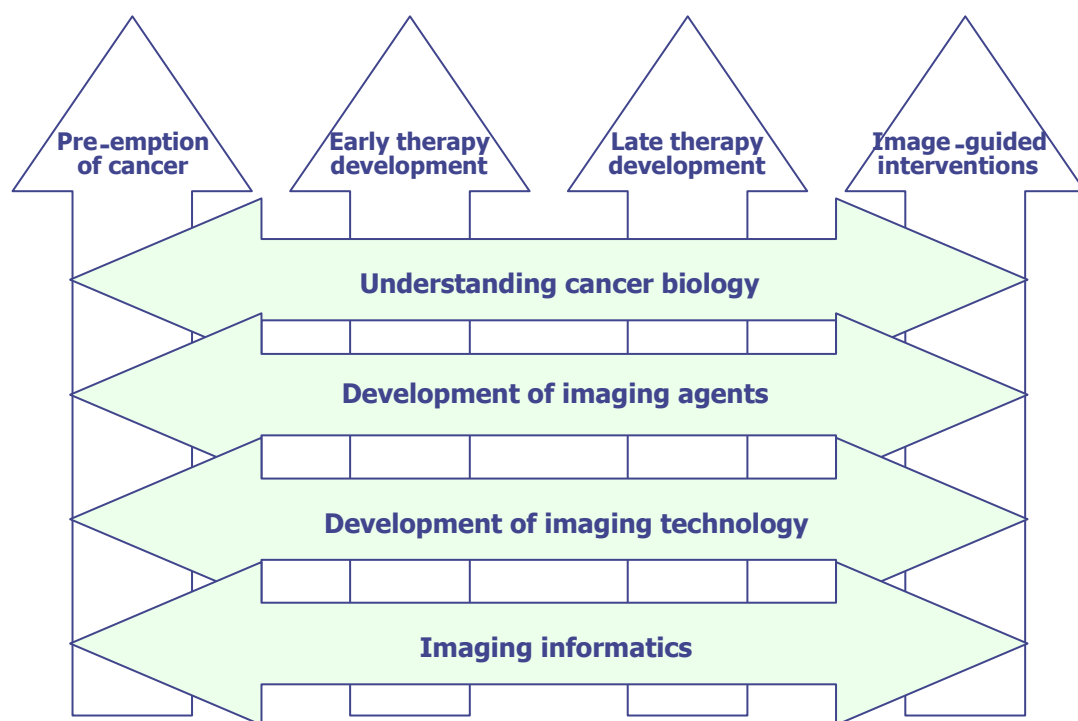 Pre-emption
of cancer
Early therapy
development
Late therapy
development
Image-guided
interventions
Understanding cancer biology
Development of imaging agents
Development of imaging technology
Imaging informatics